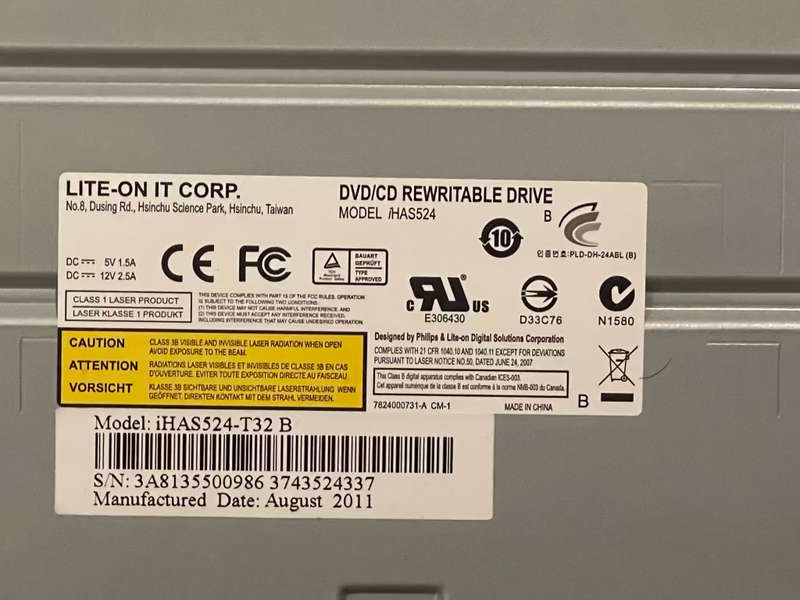 LITE-ON IT CORP.
No.8, Dusing Rd., Hsinchu Science Park, Hsinchu, Taiwan
DVD/CD REWRITABLE DRIVE
MODEL iHAS524
B
10
인증번호:PLD-DH-24ABL (B)
DC 5V 1.5A
DC 12V 2.5A
CE FC
BAUART
GEPRÜFT
TYPE
APPROVED
TÜV
c RU US
E306430
D33C76
N1580
CLASS 1 LASER PRODUCT
LASER KLASSE 1 PRODUKT
THIS DEVICE COMPLIES WITH PART 15 OF THE FCC RULES. OPERATION
IS SUBJECT TO THE FOLLOWING TWO CONDITIONS:
(1) THIS DEVICE MAY NOT CAUSE HARMFUL INTERFERENCE, AND
(2) THIS DEVICE MUST ACCEPT ANY INTERFERENCE RECEIVED,
INCLUDING INTERFERENCE THAT MAY CAUSE UNDESIRED OPERATION.
CAUTION
CLASS 3B VISIBLE AND INVISIBLE LASER RADIATION WHEN OPEN
AVOID EXPOSURE TO THE BEAM.
ATTENTION
RADIATIONS LASER VISIBLES ET INVISIBLES DE CLASSE 3B EN CAS
D'OUVERTURE. EVITER TOUTE EXPOSITION DIRECTE AU FAISCEAU
VORSICHT
KLASSE 3B SICHTBARE UND UNSICHTBARE LASERSTRAHLUNG WENN
GEÖFFNET. DIREKTEN KONTAKT MIT DEM STRAHL VERMEIDEN.
Designed by Philips & Lite-on Digital Solutions Corporation
COMPLIES WITH 21 CFR 1040.10 AND 1040.11 EXCEPT FOR DEVIATIONS
PURSUANT TO LASER NOTICE NO.50, DATED JUNE 24, 2007
This Class B digital apparatus complies with Canadian ICES-003.
Cet appareil numérique de la classe B est conforme à la norme NMB-003 du Canada.
7824000731-A CM-1
MADE IN CHINA
B
Model: iHAS524-T32 B
S/N: 3A8135500986 3743524337
Manufactured Date: August 2011